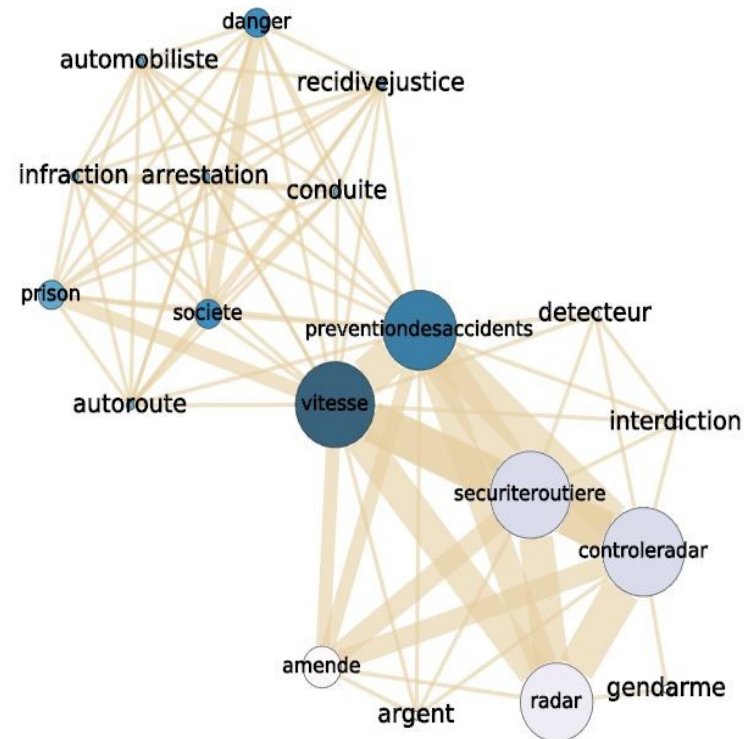 danger
automobiliste
recidivejustice
infraction
arrestation
conduite
prison
societe
preventiondesaccidents
detecteur
autoroute
vitesse
interdiction
securiteroutiere
controleradar
amende
radar
gendarme
argent